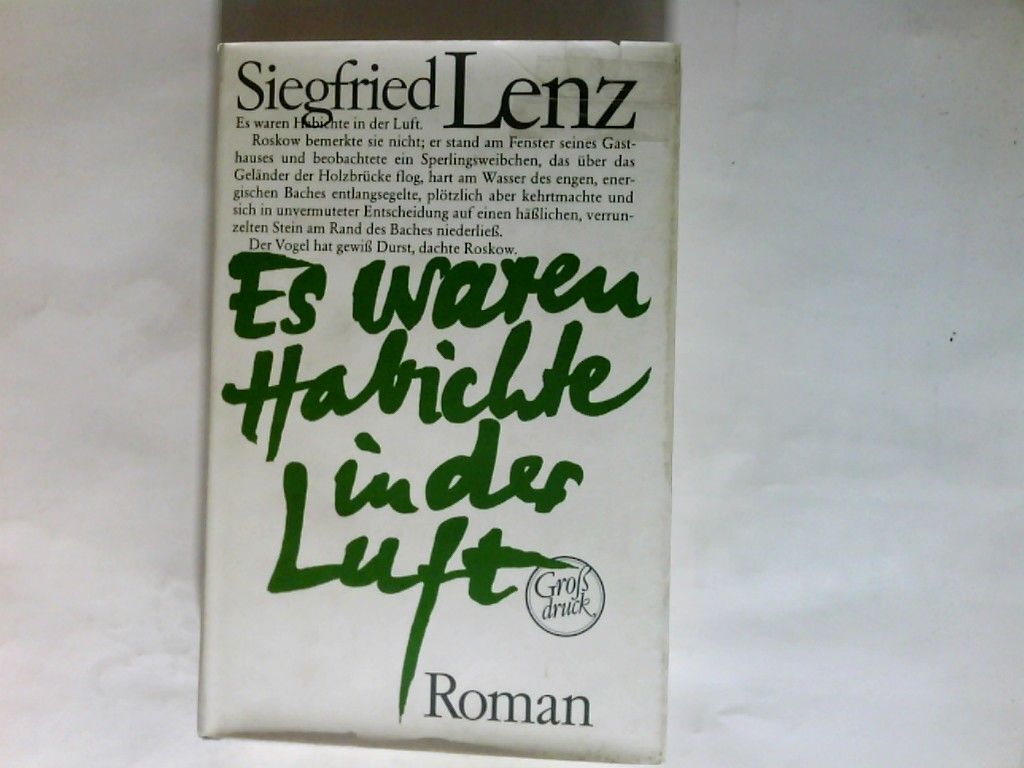 Siegfried Lenz
Es waren Habichte in der Luft.
Roskow bemerkte sie nicht; er stand am Fenster seines Gast-
hauses und beobachtete ein Sperlingsweibchen, das über das
Geländer der Holzbrücke flog, hart am Wasser des engen, ener-
gischen Baches entlangsegelte, plötzlich aber kehrtmachte und
sich in unvermuteter Entscheidung auf einen häßlichen, verrun-
zelten Stein am Rand des Baches niederließ.
Der Vogel hat gewiß Durst, dachte Roskow.
Es waren
Habichte
in der
Luft
Groß
druck
Roman